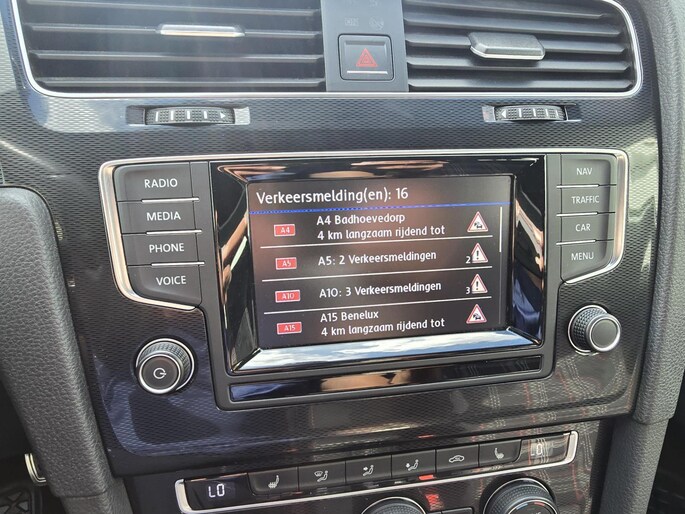 RADIO
MEDIA
PHONE
VOICE
Verkeersmelding(en): 16
A4
A4 Badhoevedorp
4 km langzaam rijdend tot
A5
A5: 2 Verkeersmeldingen
2
A10
A10: 3 Verkeersmeldingen
3
A15
A15 Benelux
4 km langzaam rijdend tot
NAV
TRAFFIC
CAR
MENU
LO
LO